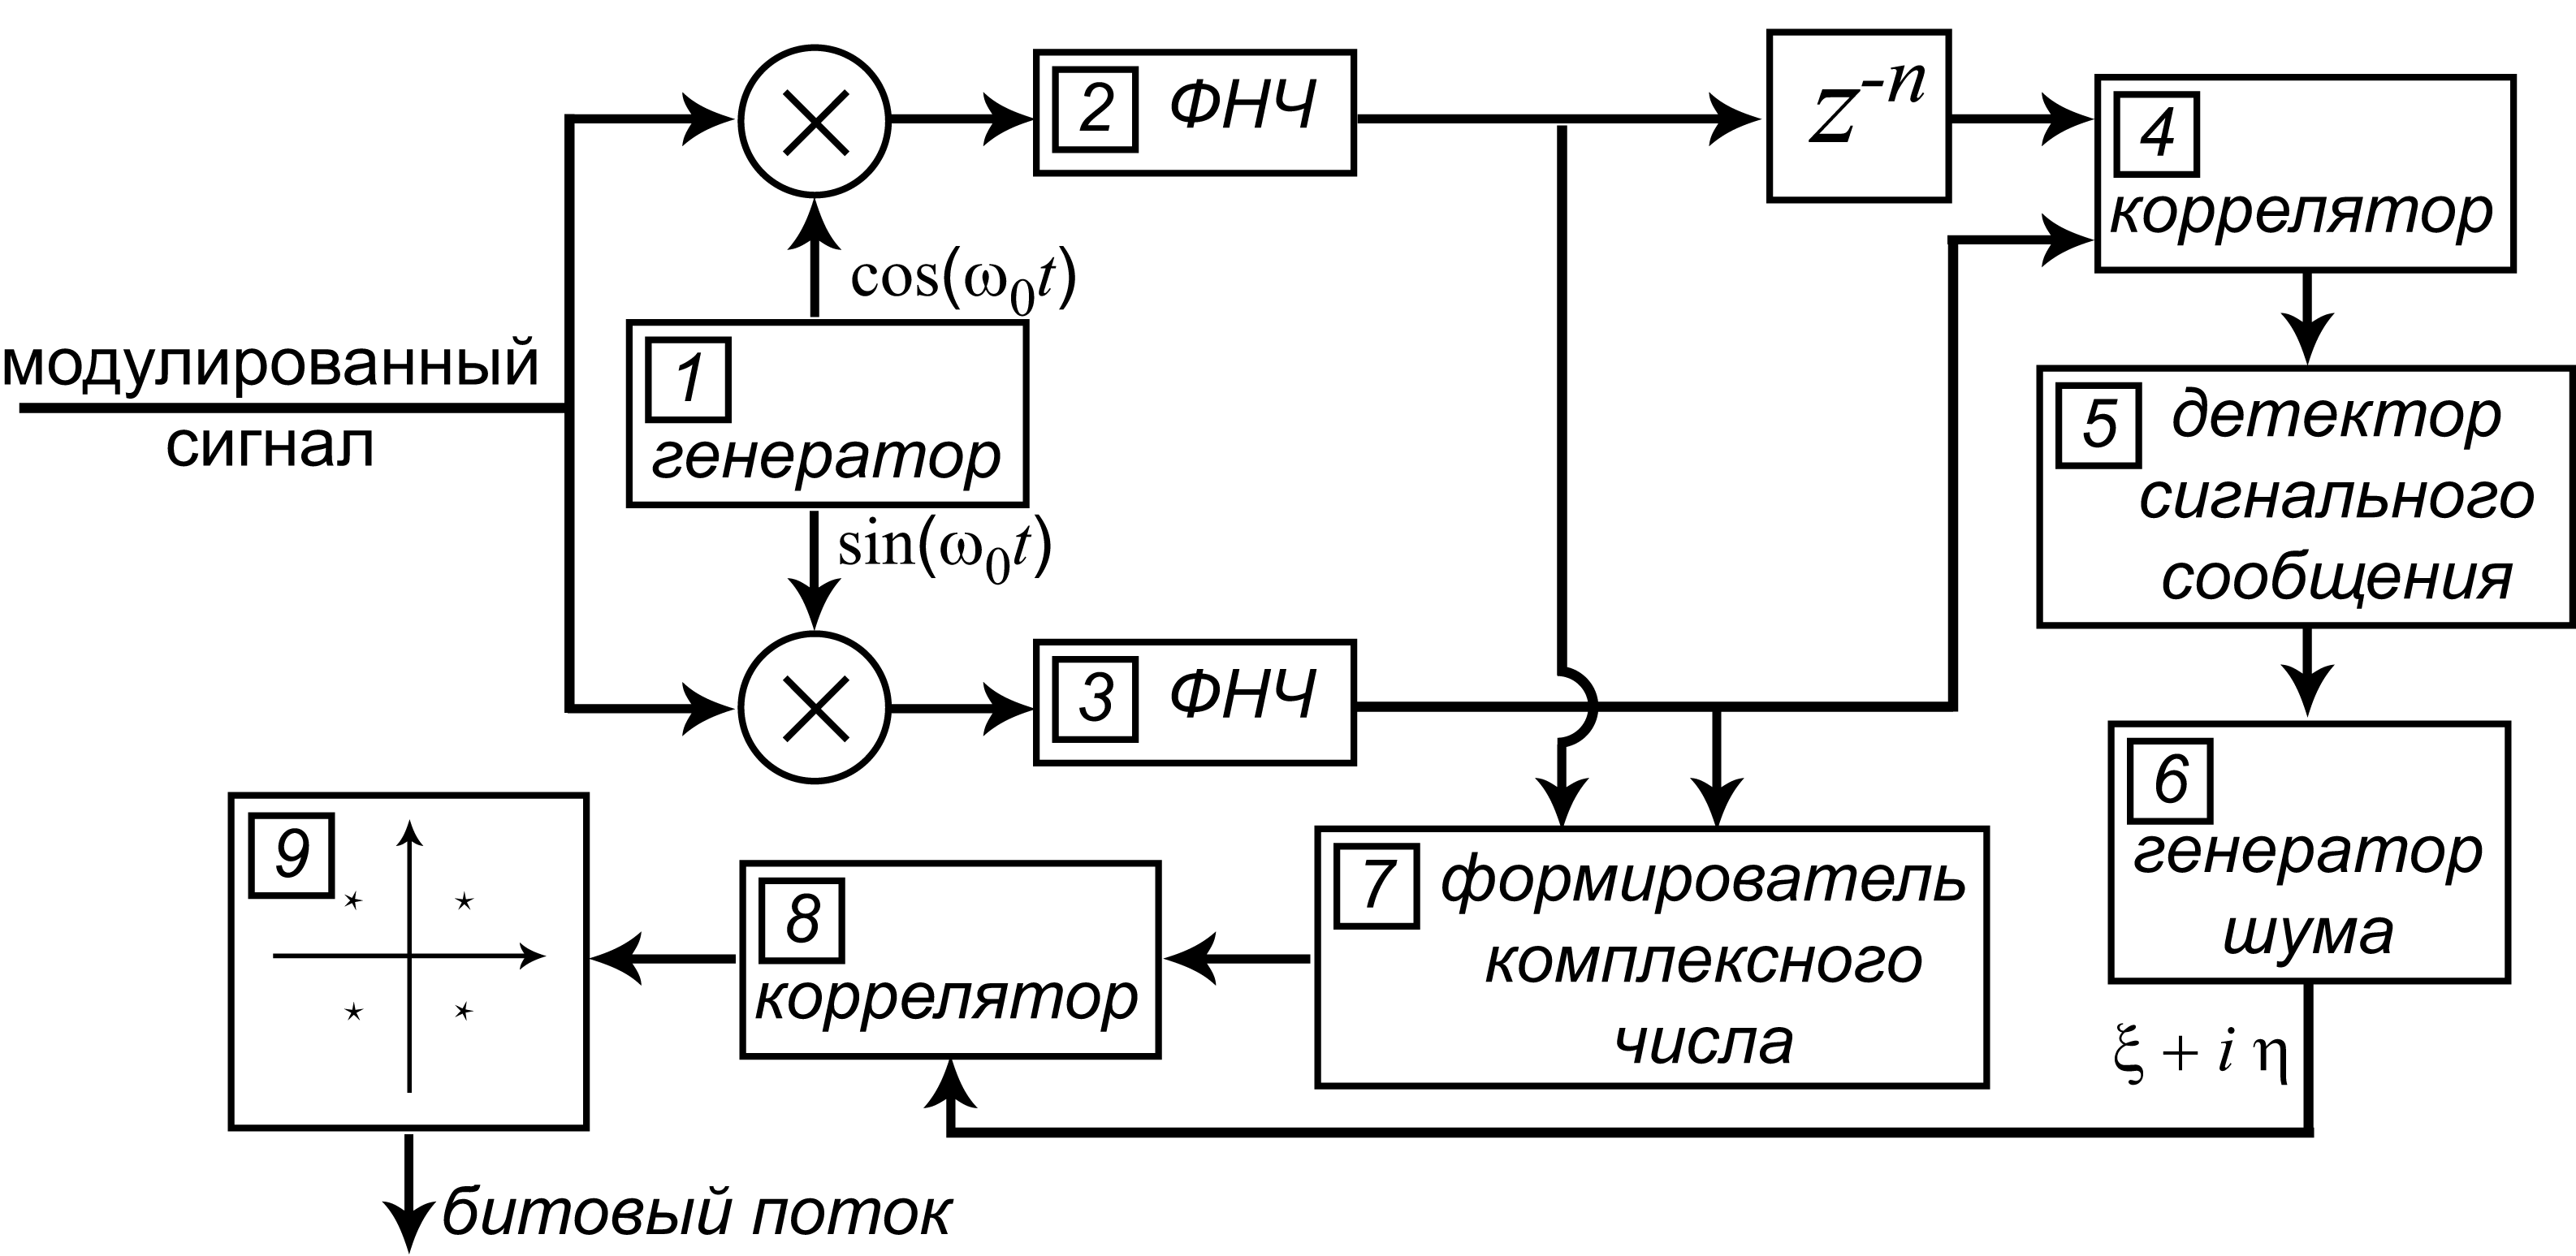 2 ФНЧ
z⁻ⁿ
4
коррелятор
cos(ω₀t)
модулированный
сигнал
1
генератор
5 детектор
сигнального
сообщения
sin(ω₀t)
3 ФНЧ
6
генератор
шума
7 формирователь
комплексного
числа
8
коррелятор
9
ξ + i η
битовый поток